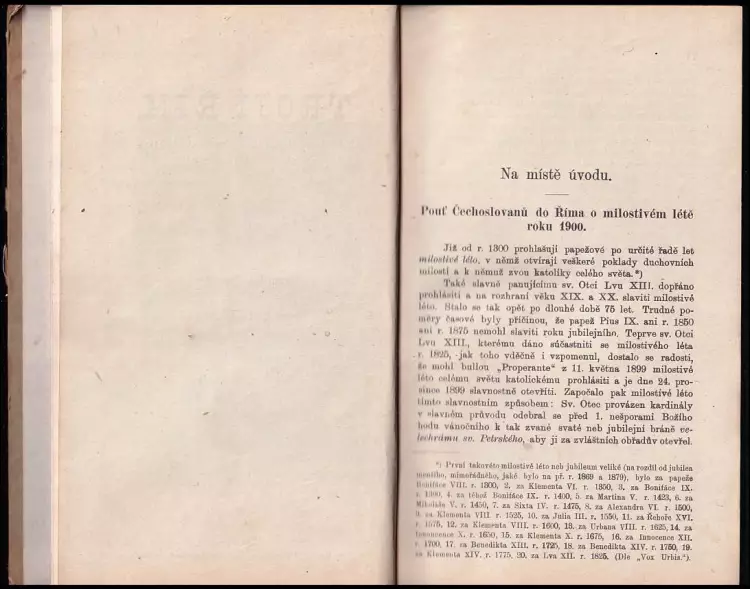 Na místě úvodu.
Pouť Čechoslovanů do Říma o milostivém létě
roku 1900.
Již od r. 1300 prohlašují papežové po určité řadě let
milostivé léto, v němž otvírají veškeré poklady duchovních
milostí a k němuž zvou katolíky celého světa.*)
Také slavně panujícímu sv. Otci Lvu XIII. dopřáno
prohlásiti a na rozhraní věku XIX. a XX. slaviti milostivé
léto. Stalo se tak opět po dlouhé době 75 let. Trudné po-
měry časové byly příčinou, že papež Pius IX. ani r. 1850
ani r. 1875 nemohl slaviti roku jubilejního. Teprve sv. Otci
Lvu XIII., kterému dáno súčastniti se milostivého léta
r. 1825, jak toho vděčně i vzpomenul, dostalo se radosti,
že mohl bullou „Properante“ z 11. května 1899 milostivé
léto celému světu katolickému prohlásiti a je dne 24. pro-
since 1899 slavnostně otevříti. Započalo pak milostivé léto
tímto slavnostním způsobem: Sv. Otec provázen kardinály
v slavném průvodu odebral se před 1. nešporami Božího
hodu vánočního k tak zvané svaté neb jubilejní bráně ve-
lechrámu sv. Petrského, aby ji za zvláštních obřadův otevřel.
*) První takovéto milostivé léto neb jubileum veliké (na rozdíl od jubilea
menšího, mimořádného, jaké bylo na př. r. 1869 a 1879), bylo za papeže
Bonifáce VIII. r. 1300, 2. za Klementa VI. r. 1350, 3. za Boniface IX.
r. 1390, 4. za téhož Boniface IX. r. 1400, 5. za Martina V. r. 1423, 6. za
Mikuláše V. r. 1450, 7. za Sixta IV. r. 1475, 8. za Alexandra VI. r. 1500,
9. za Klementa VIII. r. 1525, 10. za Julia III. r. 1550, 11. za Řehoře XVI.
r. 1575, 12. za Klementa VIII. r. 1600, 13. za Urbana VIII. r. 1625, 14. za
Innocence X. r. 1650, 15. za Klementa X. r. 1675, 16. za Innocence XII.
r. 1700, 17. za Benedikta XIII. r. 1725, 18. za Benedikta XIV. r. 1750, 19.
za Klementa XIV. r. 1775, 20. za Lva XII. r. 1825. (Dle „Vox Urbis.“).